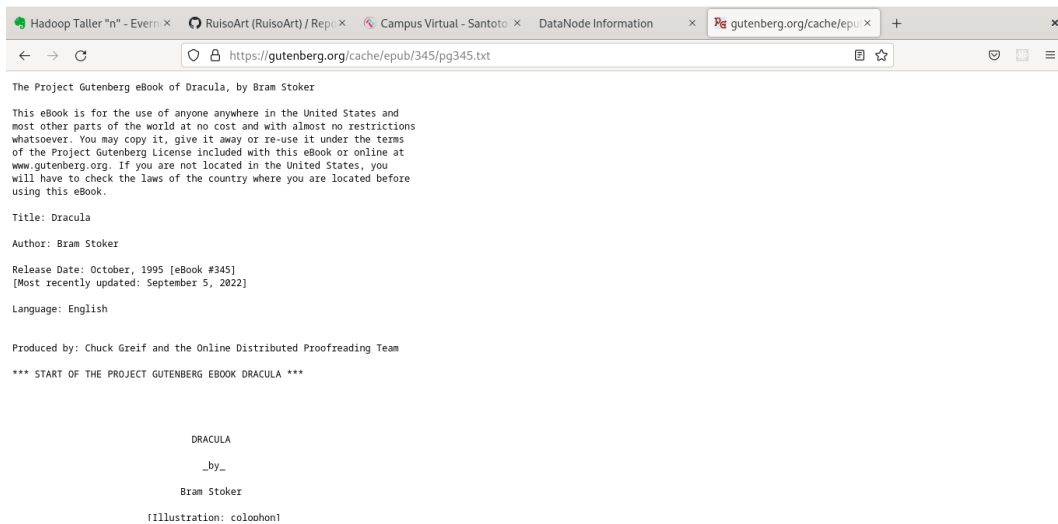 Hadoop Taller "n" - Evern
RuisoArt (RuisoArt) / Repo
Campus Virtual - Santoto
DataNode Information
gutenberg.org/cache/epu
https://gutenberg.org/cache/epub/345/pg345.txt
The Project Gutenberg eBook of Dracula, by Bram Stoker
This eBook is for the use of anyone anywhere in the United States and
most other parts of the world at no cost and with almost no restrictions
whatsoever. You may copy it, give it away or re-use it under the terms
of the Project Gutenberg License included with this eBook or online at
www.gutenberg.org. If you are not located in the United States, you
will have to check the laws of the country where you are located before
using this eBook.
Title: Dracula
Author: Bram Stoker
Release Date: October, 1995 [eBook #345]
[Most recently updated: September 5, 2022]
Language: English
Produced by: Chuck Greif and the Online Distributed Proofreading Team
*** START OF THE PROJECT GUTENBERG EBOOK DRACULA ***
DRACULA
_by_
Bram Stoker
[Illustration: colophon]